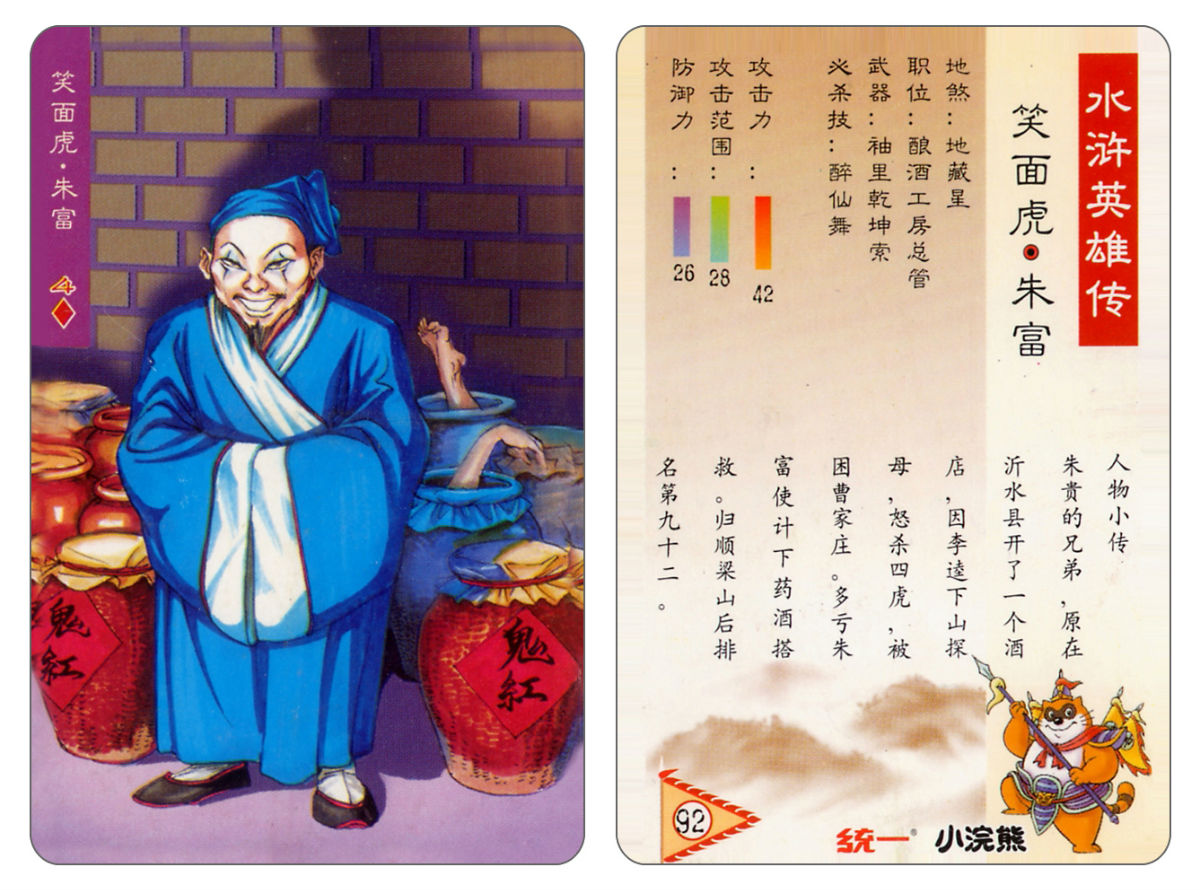 笑面虎·朱富
4
鬼紅
鬼紅
水浒英雄传
笑面虎·朱富
地煞：地藏星
职位：酿酒工房总管
武器：袖里乾坤索
必杀技：醉仙舞
攻击力：42
攻击范围：28
防御力：26
人物小传
朱贵的兄弟，原在
沂水县开了一个酒
店，因李逵下山探
母，怒杀四虎，被
困曹家庄。多亏朱
富使计下药酒搭
救。归顺梁山后排
名第九十二。
92
统一® 小浣熊